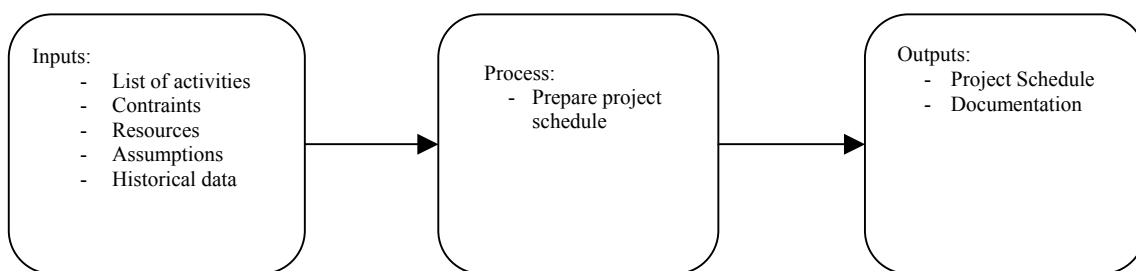 Inputs:
- List of activities
- Contraints
- Resources
- Assumptions
- Historical data
Process:
- Prepare project
schedule
Outputs:
- Project Schedule
- Documentation